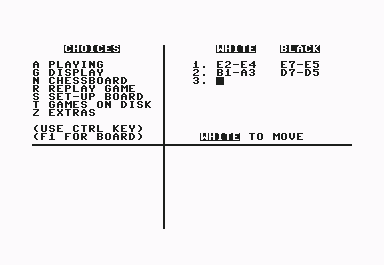 CHOICES
A PLAYING
G DISPLAY
N CHESSBOARD
R REPLAY GAME
S SET-UP BOARD
T GAMES ON DISK
Z EXTRAS
(USE CTRL KEY)
(F1 FOR BOARD)
WHITE BLACK
1. E2-E4 E7-E5
2. B1-A3 D7-D5
3.
WHITE TO MOVE